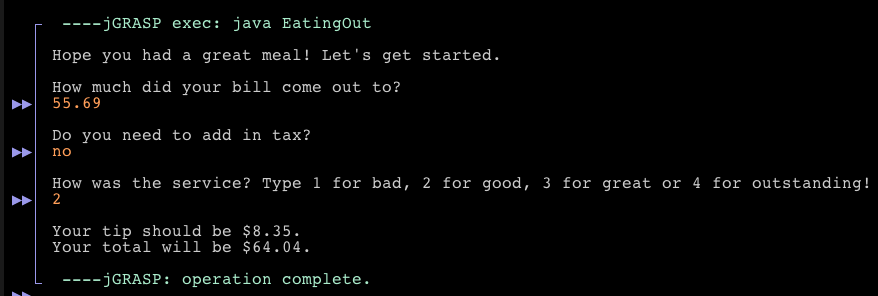 ----jGRASP exec: java EatingOut
Hope you had a great meal! Let's get started.
How much did your bill come out to?
55.69
Do you need to add in tax?
no
How was the service? Type 1 for bad, 2 for good, 3 for great or 4 for outstanding!
2
Your tip should be $8.35.
Your total will be $64.04.
----jGRASP: operation complete.